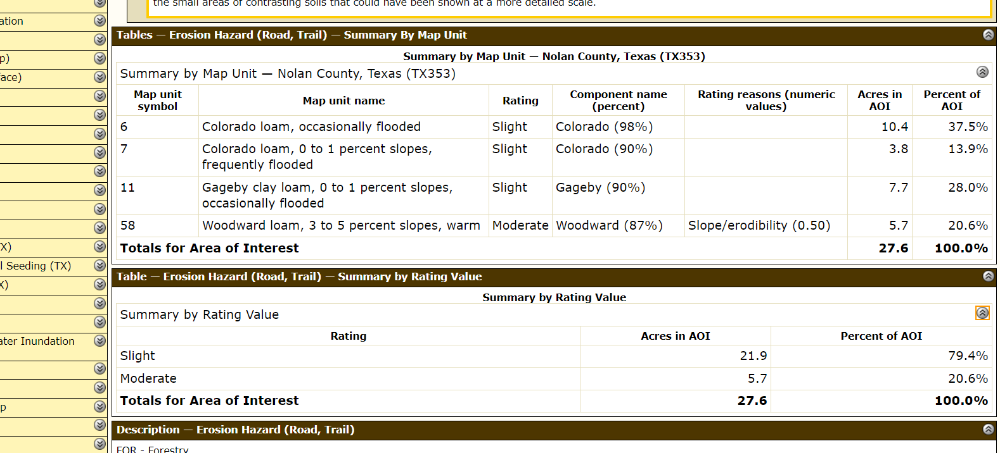 the small areas of contrasting soils that could have been shown at a more detailed scale.
ation
p)
face)
X)
l Seeding (TX)
X)
ater Inundation
p
Tables — Erosion Hazard (Road, Trail) — Summary By Map Unit
Summary by Map Unit — Nolan County, Texas (TX353)
Summary by Map Unit — Nolan County, Texas (TX353)
Map unit symbol Map unit name Rating Component name (percent) Rating reasons (numeric values) Acres in AOI Percent of AOI
6 Colorado loam, occasionally flooded Slight Colorado (98%) 10.4 37.5%
7 Colorado loam, 0 to 1 percent slopes, frequently flooded Slight Colorado (90%) 3.8 13.9%
11 Gageby clay loam, 0 to 1 percent slopes, occasionally flooded Slight Gageby (90%) 7.7 28.0%
58 Woodward loam, 3 to 5 percent slopes, warm Moderate Woodward (87%) Slope/erodibility (0.50) 5.7 20.6%
Totals for Area of Interest 27.6 100.0%
Table — Erosion Hazard (Road, Trail) — Summary by Rating Value
Summary by Rating Value
Summary by Rating Value
Rating Acres in AOI Percent of AOI
Slight 21.9 79.4%
Moderate 5.7 20.6%
Totals for Area of Interest 27.6 100.0%
Description — Erosion Hazard (Road, Trail)
FOR - Forestry